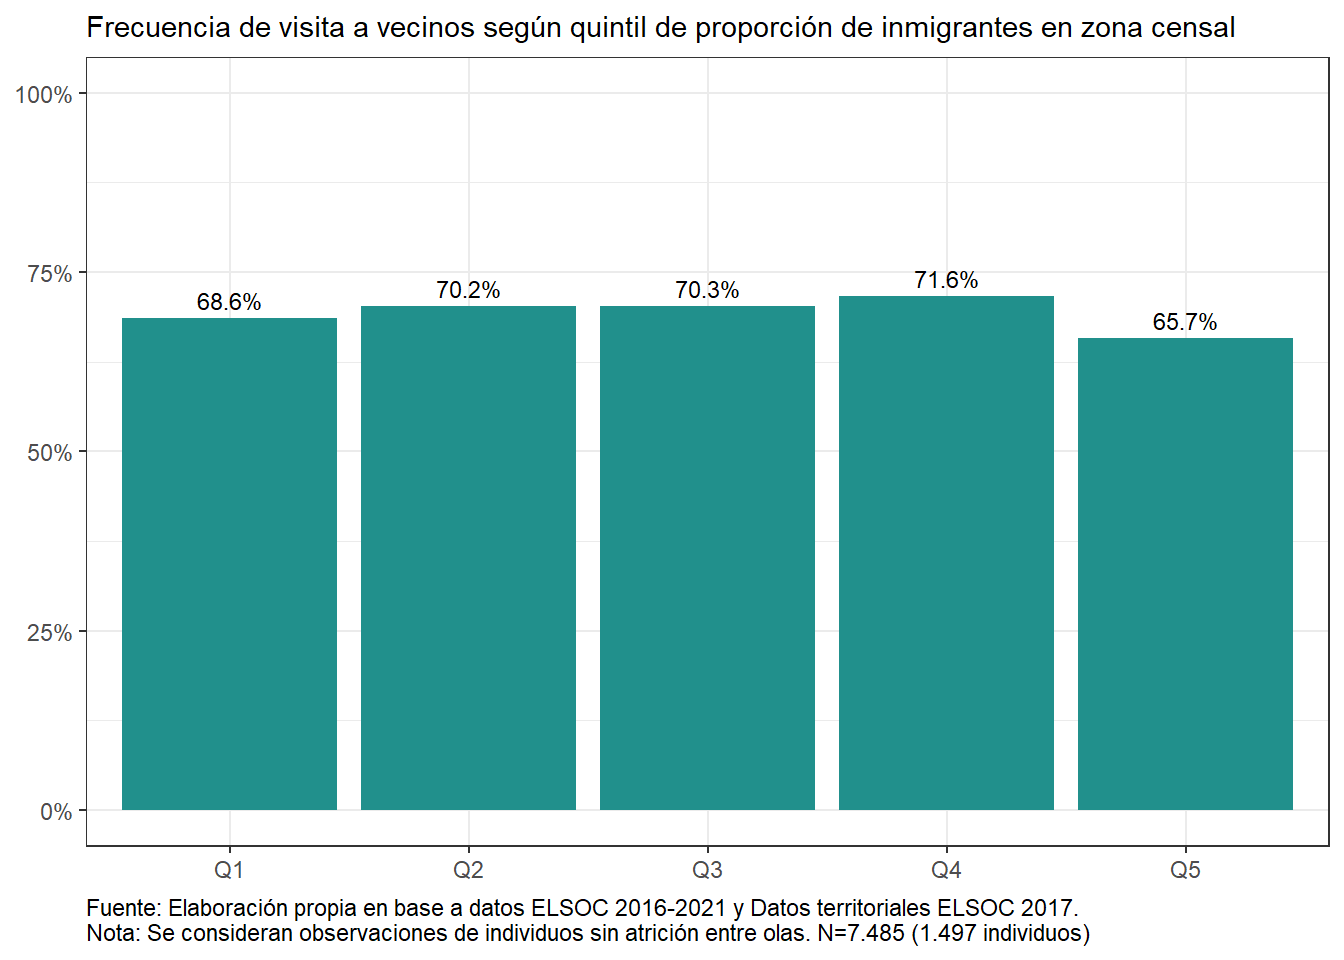 Frecuencia de visita a vecinos según quintil de proporción de inmigrantes en zona censal
100%
75%
50%
25%
0%
68.6%
70.2%
70.3%
71.6%
65.7%
Q1
Q2
Q3
Q4
Q5
Fuente: Elaboración propia en base a datos ELSOC 2016-2021 y Datos territoriales ELSOC 2017.
Nota: Se consideran observaciones de individuos sin atrición entre olas. N=7.485 (1.497 individuos)